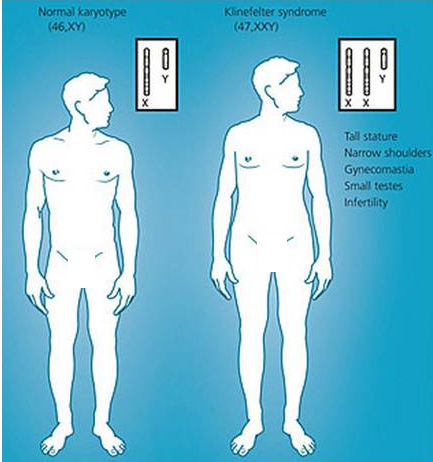 Normal karyotype
(46,XY)
X
Y
Klinefelter syndrome
(47,XXY)
X X
Y
Tall stature
Narrow shoulders
Gynecomastia
Small testes
Infertility